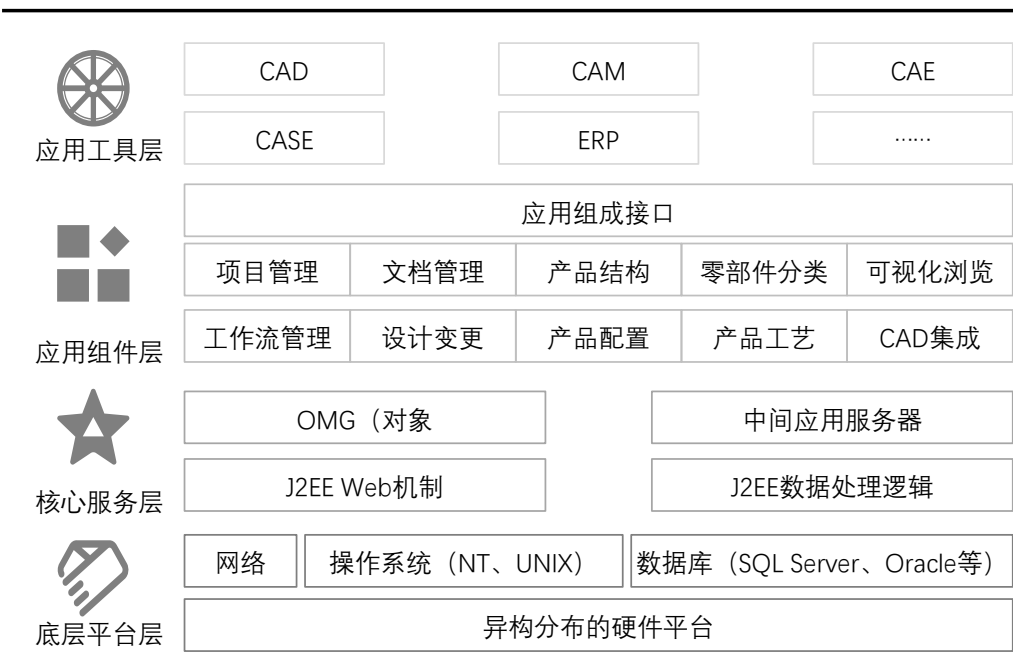 CAD CAM CAE
应用工具层
CASE ERP ……
应用组成接口
项目管理 文档管理 产品结构 零部件分类 可视化浏览
应用组件层
工作流管理 设计变更 产品配置 产品工艺 CAD集成
OMG（对象 中间应用服务器
核心服务层
J2EE Web机制 J2EE数据处理逻辑
网络 操作系统（NT、UNIX） 数据库（SQL Server、Oracle等）
底层平台层
异构分布的硬件平台